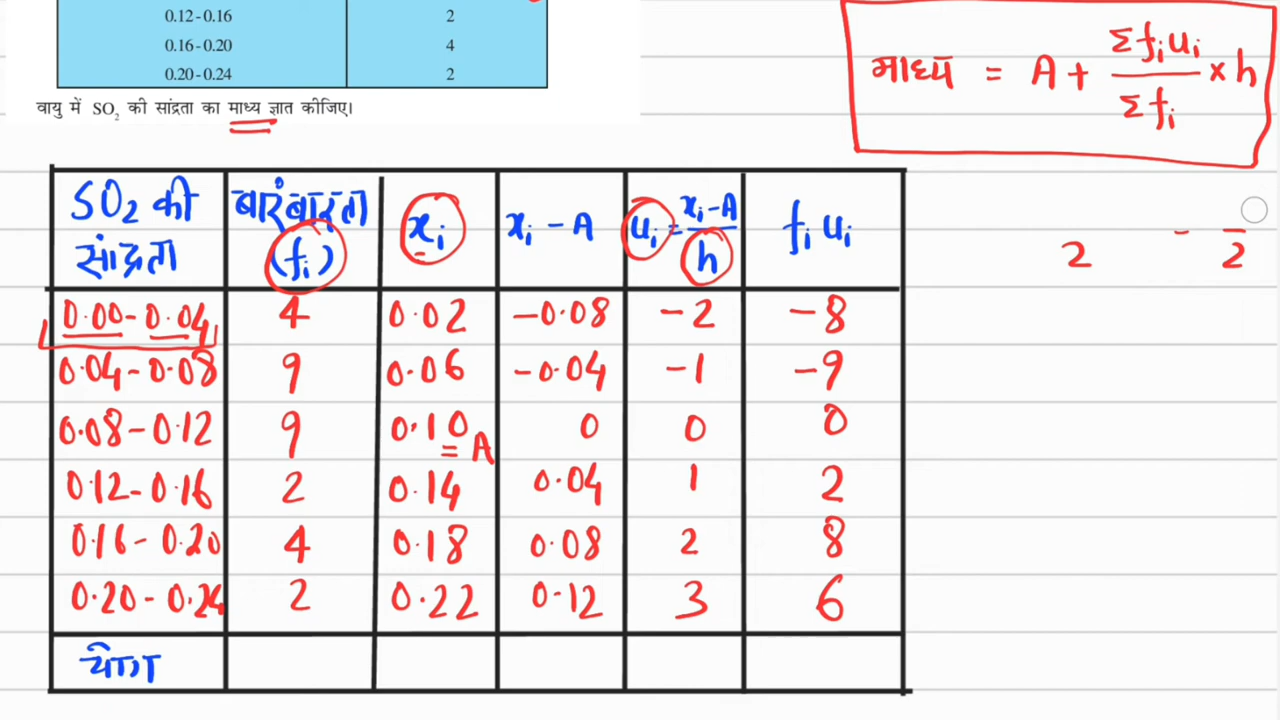 0.12 - 0.16 2
0.16 - 0.20 4
0.20 - 0.24 2
वायु में SO₂ की सांद्रता का माध्य ज्ञात कीजिए।
माध्य = A + Σfᵢuᵢ / Σfᵢ × h
2 - 2
SO₂ की सांद्रता बारंबारता (fᵢ) xᵢ xᵢ - A uᵢ = xᵢ - A / h fᵢ uᵢ
0.00 - 0.04 4 0.02 -0.08 -2 -8
0.04 - 0.08 9 0.06 -0.04 -1 -9
0.08 - 0.12 9 0.10 = A 0 0 0
0.12 - 0.16 2 0.14 0.04 1 2
0.16 - 0.20 4 0.18 0.08 2 8
0.20 - 0.24 2 0.22 0.12 3 6
योग